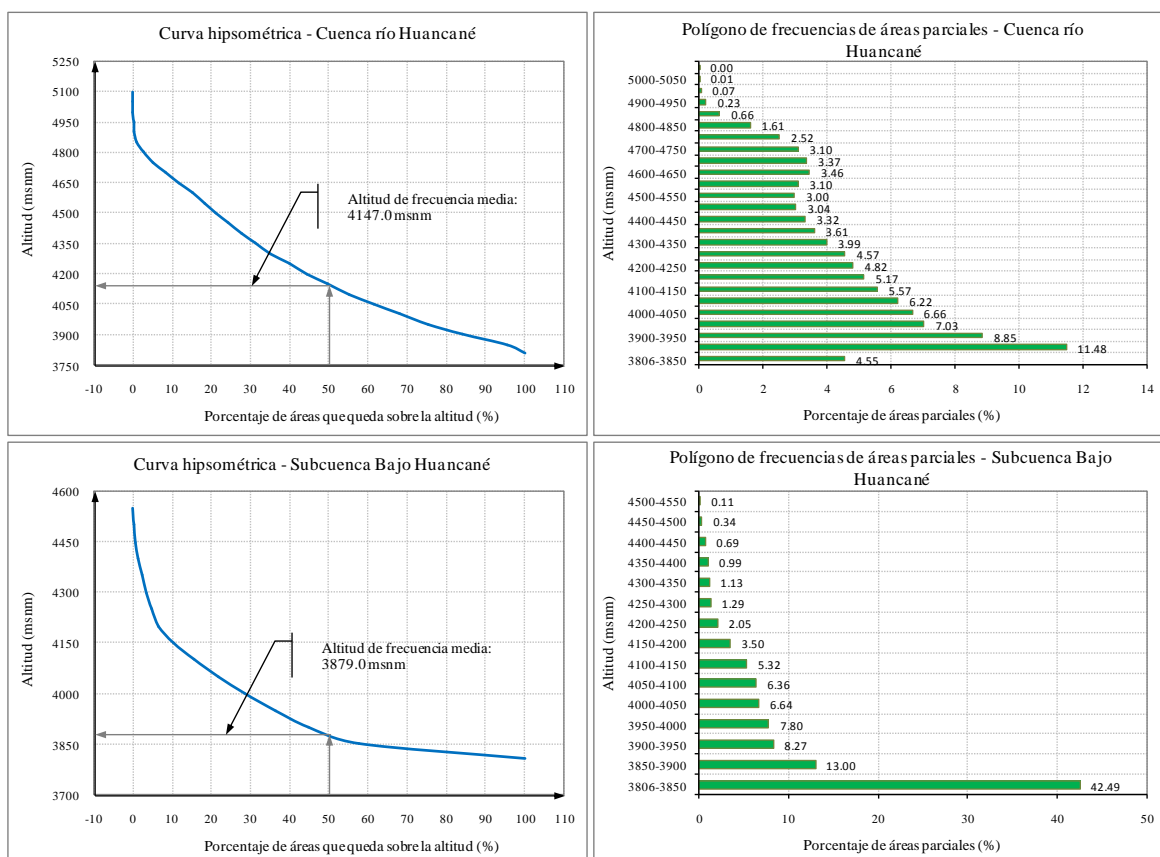 Curva hipsométrica - Cuenca río Huancané
5250
5100
4950
4800
4650
4500
4350
4200
4050
3900
3750
Altitud (msnm)
Altitud de frecuencia media:
4147.0 msnm
-10 0 10 20 30 40 50 60 70 80 90 100 110
Porcentaje de áreas que queda sobre la altitud (%)
Polígono de frecuencias de áreas parciales - Cuenca río
Huancané
Altitud (msnm)
0.00
5000-5050 0.01
0.07
4900-4950 0.23
0.66
4800-4850 1.61
2.52
4700-4750 3.10
3.37
4600-4650 3.46
3.10
4500-4550 3.00
3.04
4400-4450 3.32
3.61
4300-4350 3.99
4.57
4200-4250 4.82
5.17
4100-4150 5.57
6.22
4000-4050 6.66
7.03
3900-3950 8.85
11.48
3806-3850 4.55
0 2 4 6 8 10 12 14
Porcentaje de áreas parciales (%)
Curva hipsométrica - Subcuenca Bajo Huancané
4600
4450
4300
4150
4000
3850
3700
Altitud (msnm)
Altitud de frecuencia media:
3879.0 msnm
-10 0 10 20 30 40 50 60 70 80 90 100 110
Porcentaje de áreas que queda sobre la altitud (%)
Polígono de frecuencias de áreas parciales - Subcuenca Bajo
Huancané
Altitud (msnm)
4500-4550 0.11
4450-4500 0.34
4400-4450 0.69
4350-4400 0.99
4300-4350 1.13
4250-4300 1.29
4200-4250 2.05
4150-4200 3.50
4100-4150 5.32
4050-4100 6.36
4000-4050 6.64
3950-4000 7.80
3900-3950 8.27
3850-3900 13.00
3806-3850 42.49
0 10 20 30 40 50
Porcentaje de áreas parciales (%)